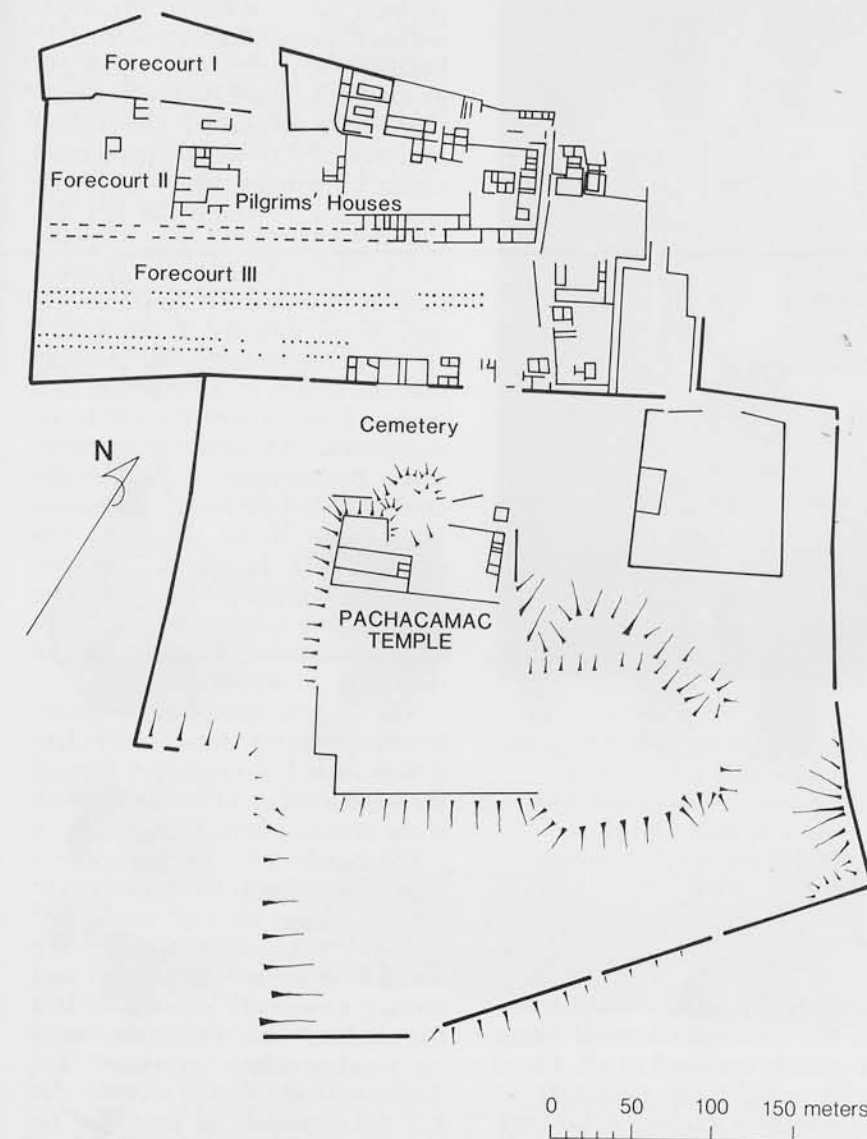 Forecourt I
Forecourt II
Pilgrims' Houses
Forecourt III
14
Cemetery
N
PACHACAMAC
TEMPLE
0 50 100 150 meters